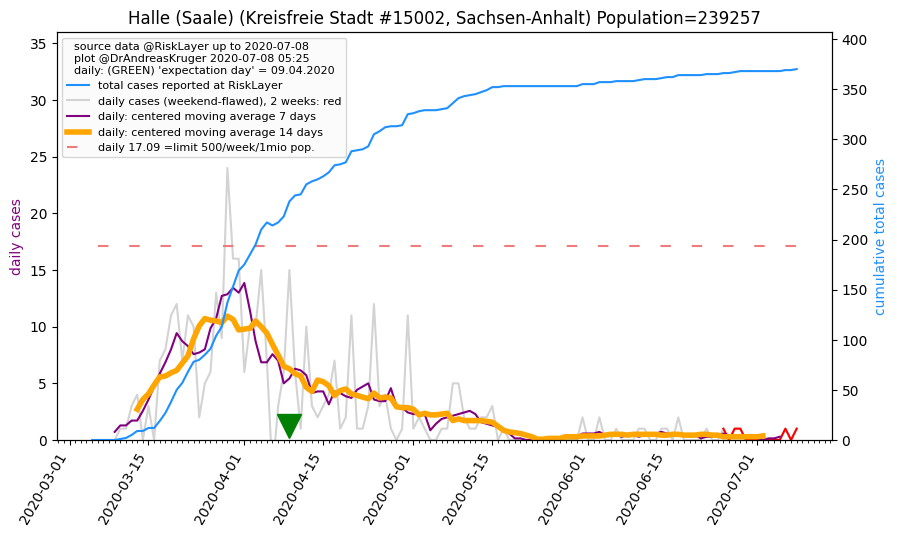 Halle (Saale) (Kreisfreie Stadt #15002, Sachsen-Anhalt) Population=239257
source data @RiskLayer up to 2020-07-08
plot @DrAndreasKruger 2020-07-08 05:25
daily: (GREEN) 'expectation day' = 09.04.2020
total cases reported at RiskLayer
daily cases (weekend-flawed), 2 weeks: red
daily: centered moving average 7 days
daily: centered moving average 14 days
daily 17.09 =limit 500/week/1mio pop.
daily cases
35
30
25
20
15
10
5
0
400
350
300
250
200
150
100
50
0
cumulative total cases
2020-03-01
2020-03-15
2020-04-01
2020-04-15
2020-05-01
2020-05-15
2020-06-01
2020-06-15
2020-07-01